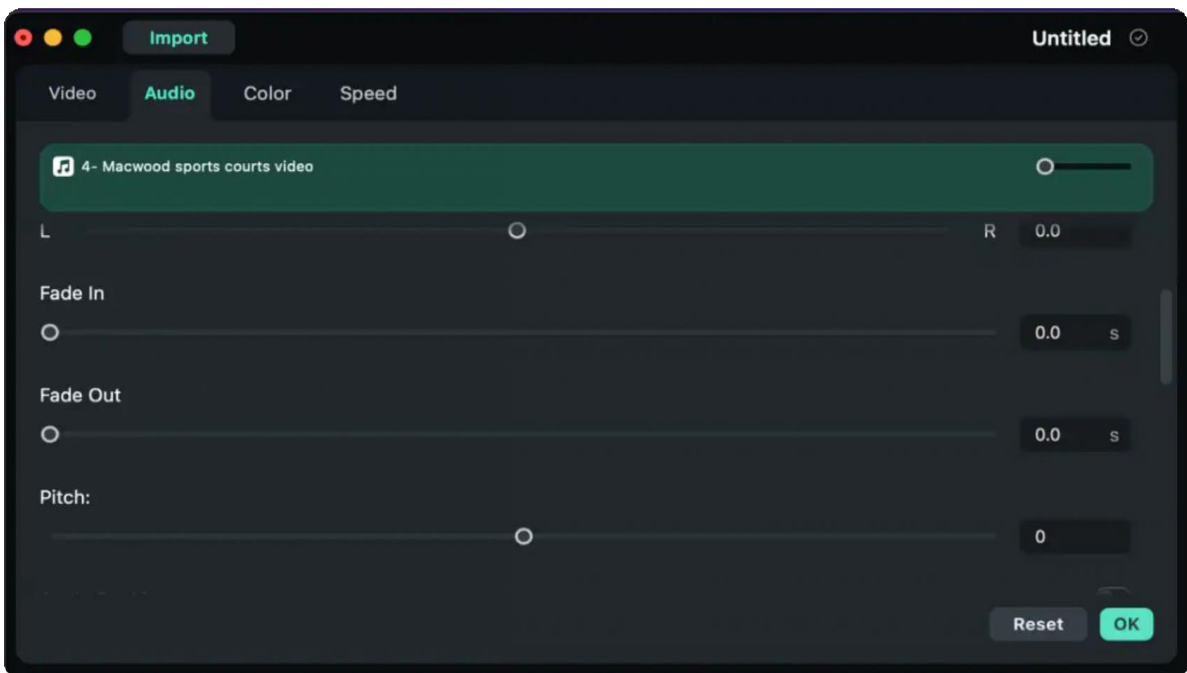 Import
Untitled
Video Audio Color Speed
4- Macwood sports courts video
L R 0.0
Fade In
0.0 s
Fade Out
0.0 s
Pitch:
0
Reset OK